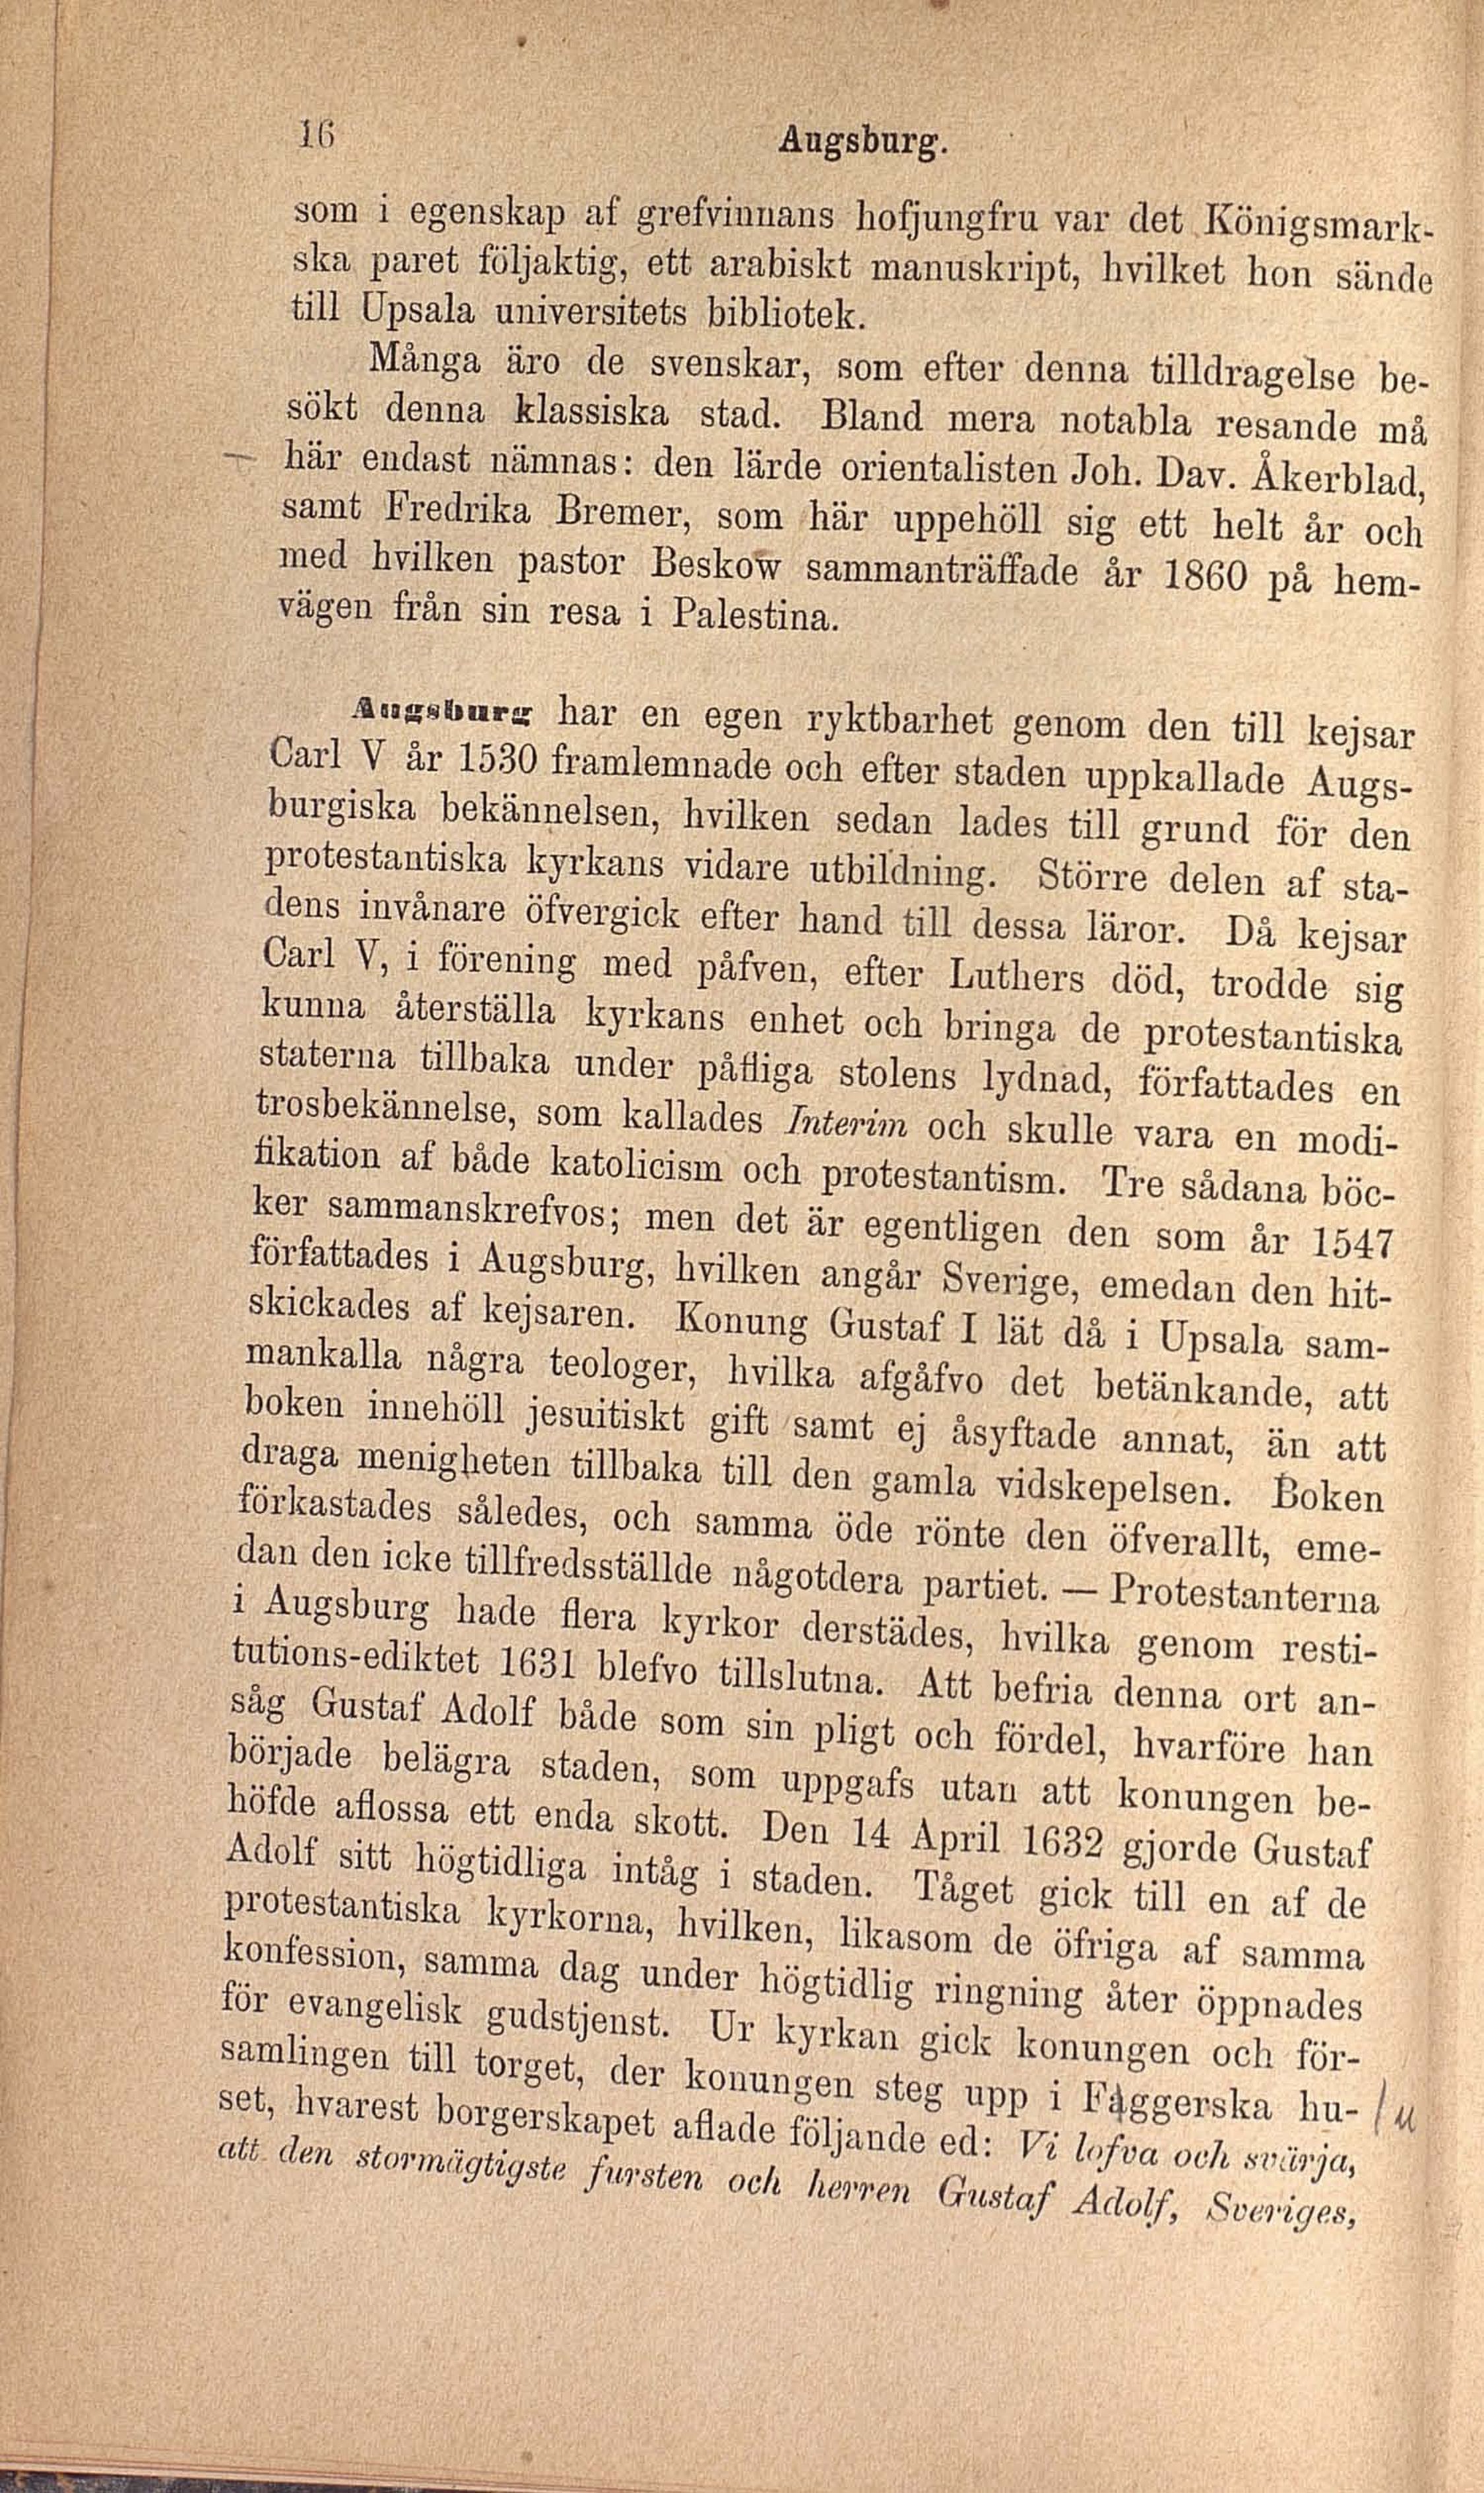 16 Augsburg.
som i egenskap af grefvinnans hofjungfru var det Königsmark-
ska paret följaktig, ett arabiskt manuskript, hvilket hon sände
till Upsala universitets bibliotek.
Många äro de svenskar, som efter denna tilldragelse be-
sökt denna klassiska stad. Bland mera notabla resande må
här endast nämnas: den lärde orientalisten Joh. Dav. Åkerblad,
samt Fredrika Bremer, som här uppehöll sig ett helt år och
med hvilken pastor Beskow sammanträffade år 1860 på hem-
vägen från sin resa i Palestina.
Augsburg har en egen ryktbarhet genom den till kejsar
Carl V år 1530 framlemnade och efter staden uppkallade Augs-
burgiska bekännelsen, hvilken sedan lades till grund för den
protestantiska kyrkans vidare utbildning. Större delen af sta-
dens invånare öfvergick efter hand till dessa läror. Då kejsar
Carl V, i förening med påfven, efter Luthers död, trodde sig
kunna återställa kyrkans enhet och bringa de protestantiska
staterna tillbaka under påfliga stolens lydnad, författades en
trosbekännelse, som kallades Interim och skulle vara en modi-
fikation af både katolicism och protestantism. Tre sådana böc-
ker sammanskrefvos; men det är egentligen den som år 1547
författades i Augsburg, hvilken angår Sverige, emedan den hit-
skickades af kejsaren. Konung Gustaf I lät då i Upsala sam-
mankalla några teologer, hvilka afgåfvo det betänkande, att
boken innehöll jesuitiskt gift samt ej åsyftade annat, än att
draga menigheten tillbaka till den gamla vidskepelsen. Boken
förkastades således, och samma öde rönte den öfverallt, eme-
dan den icke tillfredsställde någotdera partiet. — Protestanterna
i Augsburg hade flera kyrkor derstädes, hvilka genom resti-
tutions-ediktet 1631 blefvo tillslutna. Att befria denna ort an-
såg Gustaf Adolf både som sin pligt och fördel, hvarföre han
började belägra staden, som uppgafs utan att konungen be-
höfde aflossa ett enda skott. Den 14 April 1632 gjorde Gustaf
Adolf sitt högtidliga intåg i staden. Tåget gick till en af de
protestantiska kyrkorna, hvilken, likasom de öfriga af samma
konfession, samma dag under högtidlig ringning åter öppnades
för evangelisk gudstjenst. Ur kyrkan gick konungen och för-
samlingen till torget, der konungen steg upp i Faggerska hu- / u
set, hvarest borgerskapet aflade följande ed: Vi lofva och svärja,
att den stormägtigste fursten och herren Gustaf Adolf, Sveriges,